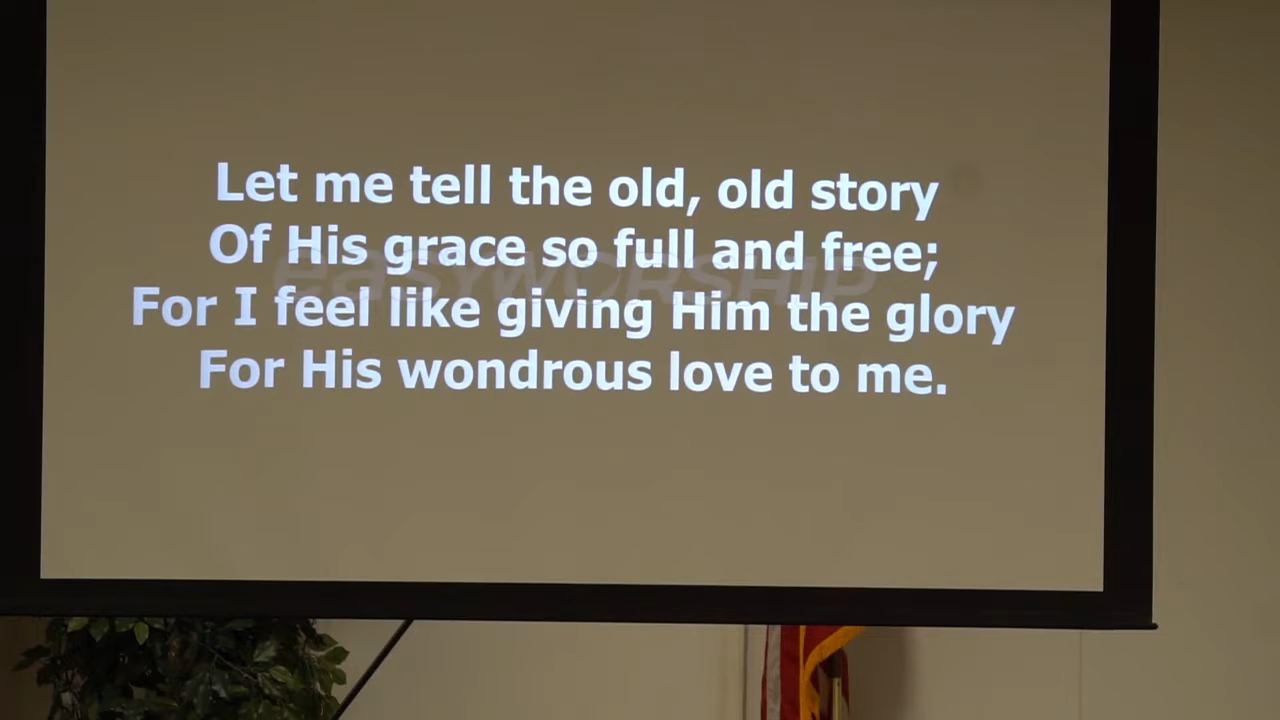 Let me tell the old, old story
Of His grace so full and free;
easyWORSHIP
For I feel like giving Him the glory
For His wondrous love to me.